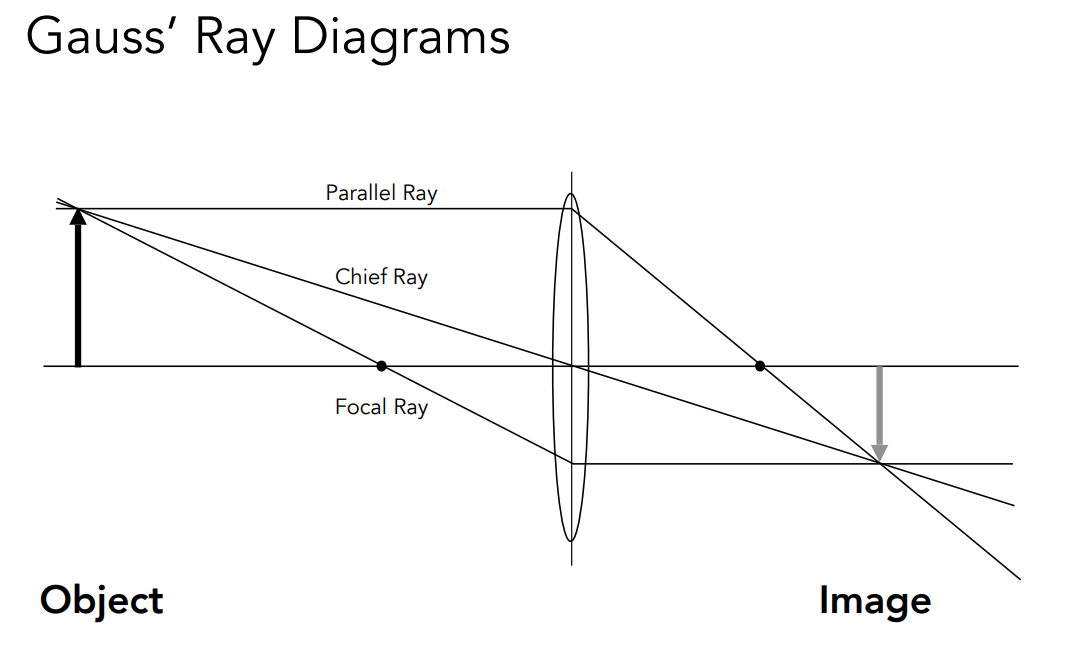 Gauss’ Ray Diagrams
Parallel Ray
Chief Ray
Focal Ray
Object
Image